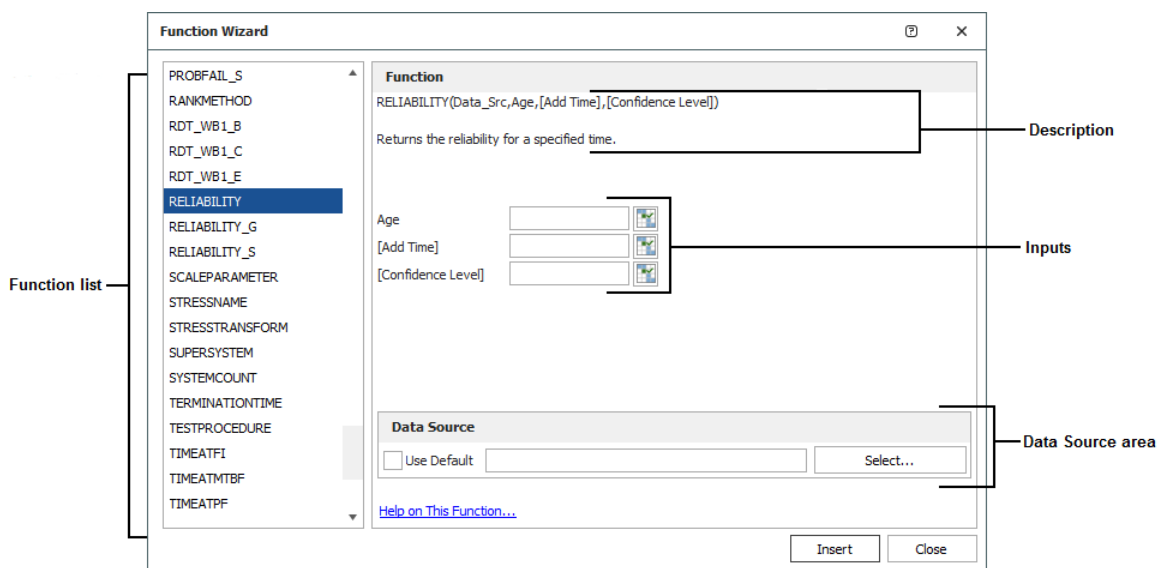 Function Wizard
Function list
PROBFAIL_S
RANKMETHOD
RDT_WB1_B
RDT_WB1_C
RDT_WB1_E
RELIABILITY
RELIABILITY_G
RELIABILITY_S
SCALEPARAMETER
STRESSNAME
STRESSTRANSFORM
SUPERSYSTEM
SYSTEMCOUNT
TERMINATIONTIME
TESTPROCEDURE
TIMEATFI
TIMEATMTBF
TIMEATPF
Function
RELIABILITY(Data_Src,Age,[Add Time],[Confidence Level])
Returns the reliability for a specified time.
Description
Age
[Add Time]
[Confidence Level]
Inputs
Data Source
Use Default
Select...
Data Source area
Help on This Function...
Insert
Close